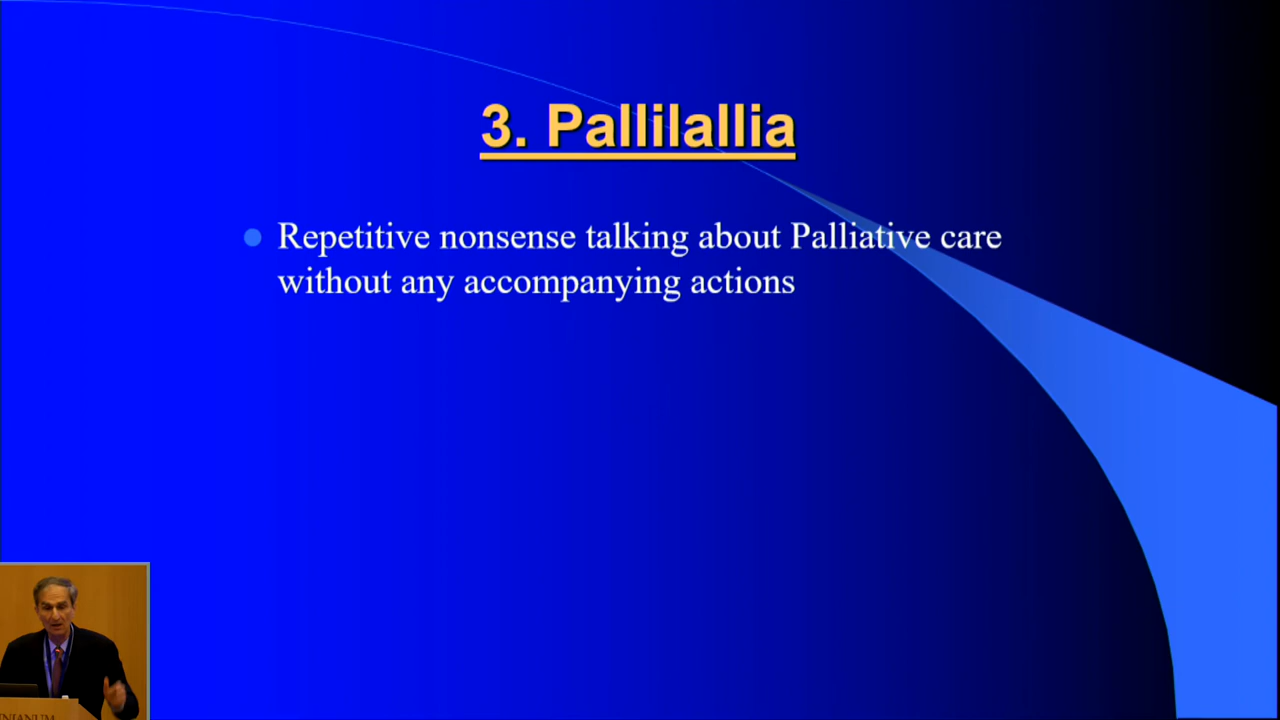 3. Pallilallia
Repetitive nonsense talking about Palliative care
without any accompanying actions